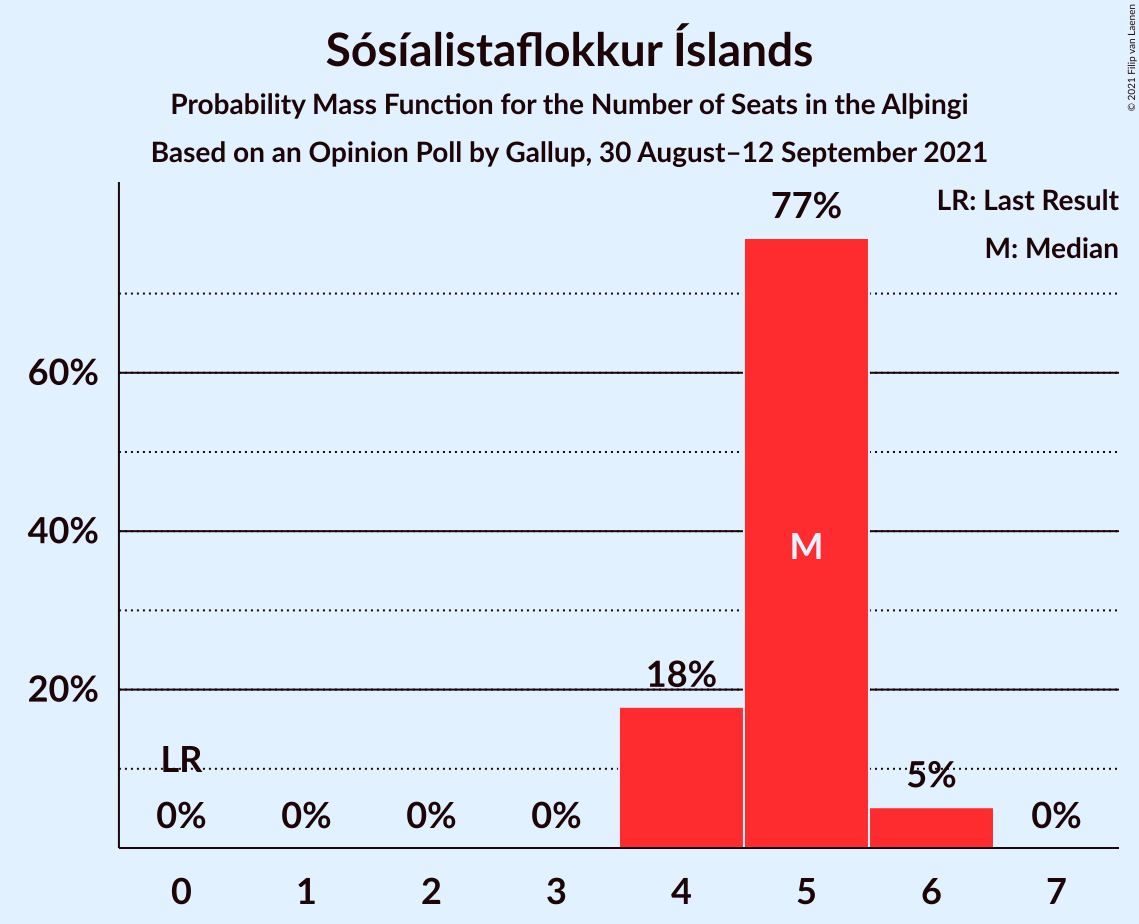 Sósíalistaflokkur Íslands
Probability Mass Function for the Number of Seats in the Alþingi
Based on an Opinion Poll by Gallup, 30 August–12 September 2021
© 2021 Filip van Laenen
LR: Last Result
M: Median
77%
60%
40%
M
20%
18%
LR
5%
0% 0% 0% 0% 0%
0 1 2 3 4 5 6 7